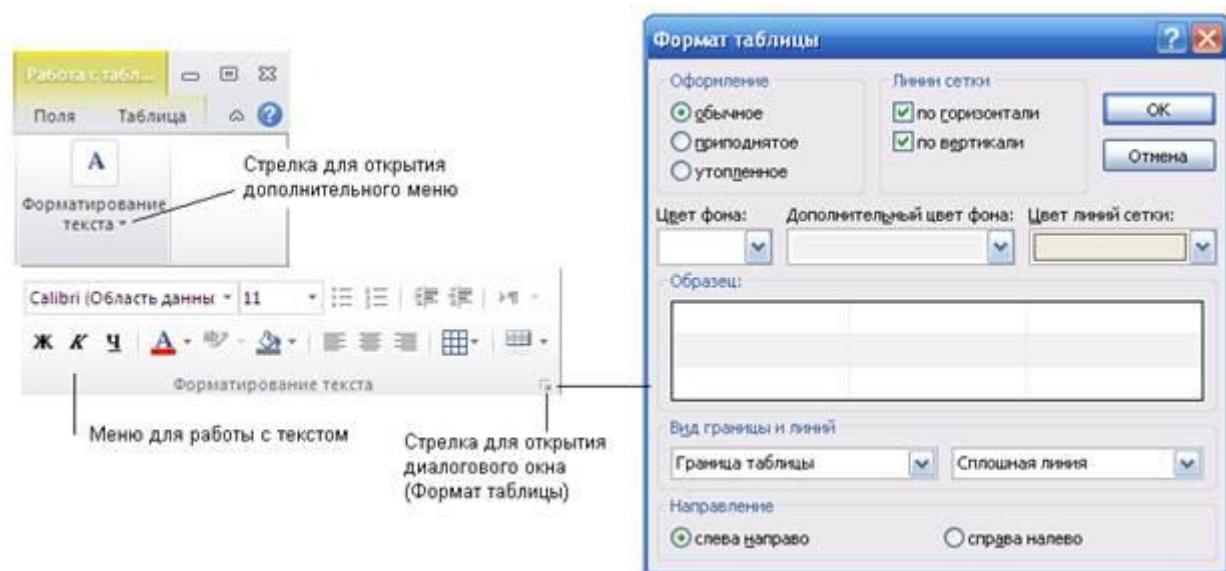 Работа с табл...
Поля Таблица
A
Форматирование
текста
Стрелка для открытия
дополнительного меню
Calibri (Область данны 11
Ж К Ч A ab
Форматирование текста
Меню для работы с текстом
Стрелка для открытия
диалогового окна
(Формат таблицы)
Формат таблицы
Оформление
обычное
приподнятое
утопленное
Линии сетки
по горизонтали
по вертикали
ОК
Отмена
Цвет фона: Дополнительный цвет фона: Цвет линий сетки:
Образец:
Вид границы и линий
Граница таблицы Сплошная линия
Направление
слева направо справа налево